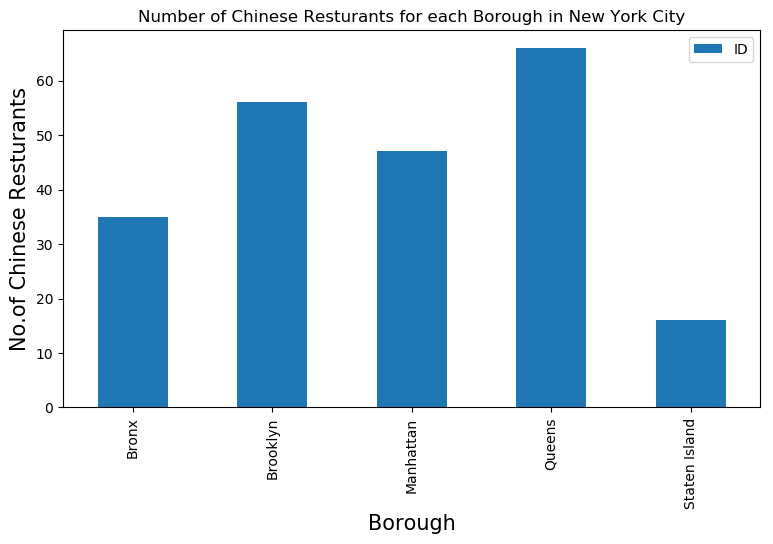 Number of Chinese Resturants for each Borough in New York City
ID
No.of Chinese Resturants
60
50
40
30
20
10
0
Bronx
Brooklyn
Manhattan
Queens
Staten Island
Borough